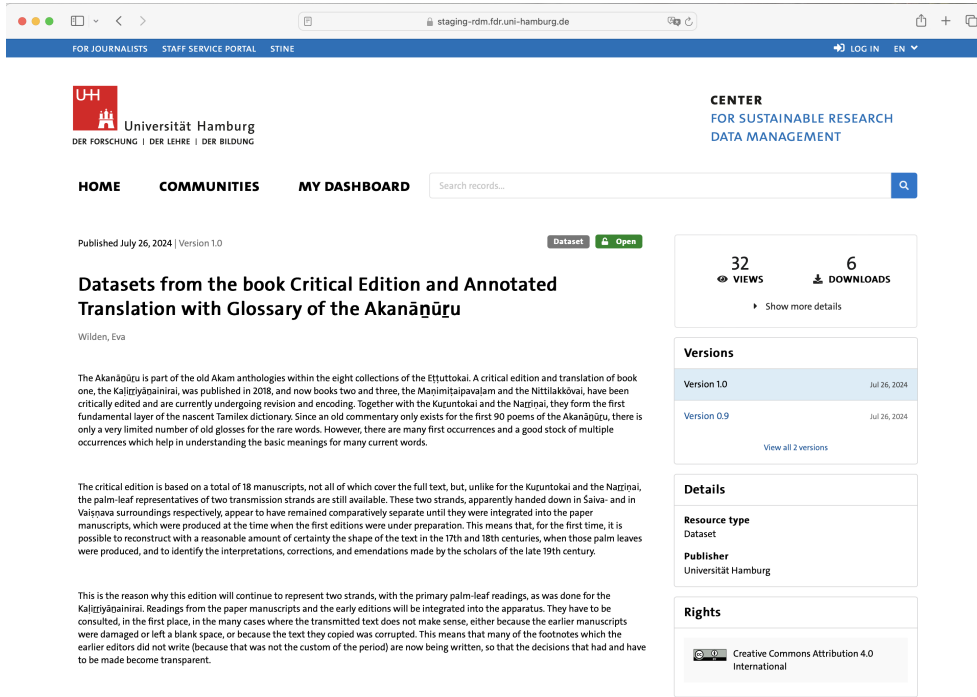 staging-rdm.fdr.uni-hamburg.de
FOR JOURNALISTS STAFF SERVICE PORTAL STINE
LOG IN EN
UH
Universität Hamburg
DER FORSCHUNG | DER LEHRE | DER BILDUNG
CENTER
FOR SUSTAINABLE RESEARCH
DATA MANAGEMENT
HOME COMMUNITIES MY DASHBOARD
Search records...
Published July 26, 2024 | Version 1.0
Dataset Open
Datasets from the book Critical Edition and Annotated
Translation with Glossary of the Akanāṉūṟu
Wilden, Eva
The Akanāṉūṟu is part of the old Akam anthologies within the eight collections of the Eṭṭuttokai. A critical edition and translation of book
one, the Kaḷiṟṟiyāṉainirai, was published in 2018, and now books two and three, the Maṇimiṭaipavaḷam and the Nittilakkōvai, have been
critically edited and are currently undergoing revision and encoding. Together with the Kuṟuntokai and the Naṟṟiṇai, they form the first
fundamental layer of the nascent Tamilex dictionary. Since an old commentary only exists for the first 90 poems of the Akanāṉūṟu, there is
only a very limited number of old glosses for the rare words. However, there are many first occurrences and a good stock of multiple
occurrences which help in understanding the basic meanings for many current words.
The critical edition is based on a total of 18 manuscripts, not all of which cover the full text, but, unlike for the Kuṟuntokai and the Naṟṟiṇai,
the palm-leaf representatives of two transmission strands are still available. These two strands, apparently handed down in Śaiva- and in
Vaiṣṇava surroundings respectively, appear to have remained comparatively separate until they were integrated into the paper
manuscripts, which were produced at the time when the first editions were under preparation. This means that, for the first time, it is
possible to reconstruct with a reasonable amount of certainty the shape of the text in the 17th and 18th centuries, when those palm leaves
were produced, and to identify the interpretations, corrections, and emendations made by the scholars of the late 19th century.
This is the reason why this edition will continue to represent two strands, with the primary palm-leaf readings, as was done for the
Kaḷiṟṟiyāṉainirai. Readings from the paper manuscripts and the early editions will be integrated into the apparatus. They have to be
consulted, in the first place, in the many cases where the transmitted text does not make sense, either because the earlier manuscripts
were damaged or left a blank space, or because the text they copied was corrupted. This means that many of the footnotes which the
earlier editors did not write (because that was not the custom of the period) are now being written, so that the decisions that had and have
to be made become transparent.
32 6
VIEWS DOWNLOADS
Show more details
Versions
Version 1.0 Jul 26, 2024
Version 0.9 Jul 26, 2024
View all 2 versions
Details
Resource type
Dataset
Publisher
Universität Hamburg
Rights
Creative Commons Attribution 4.0
International